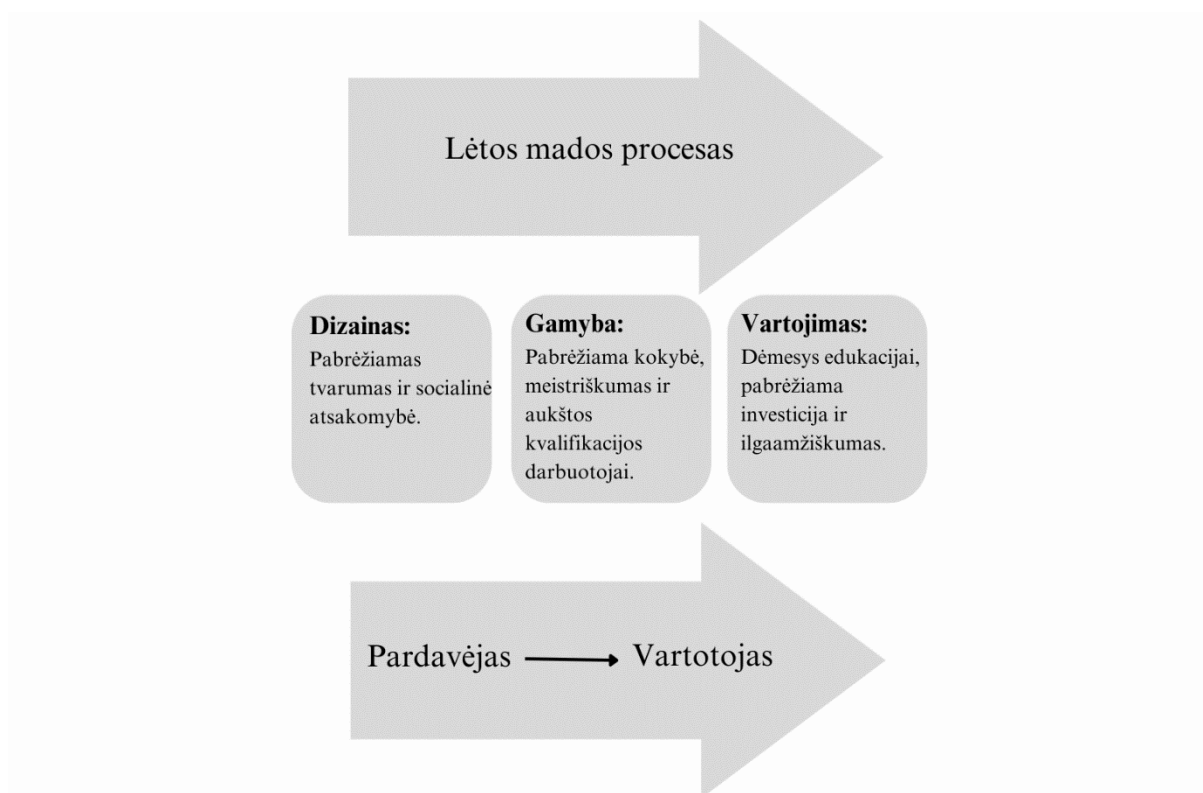 Lėtos mados procesas
Dizainas:
Pabrėžiamas
tvarumas ir socialinė
atsakomybė.
Gamyba:
Pabrėžiama kokybė,
meistriškumas ir
aukštos
kvalifikacijos
darbuotojai.
Vartojimas:
Dėmesys edukacijai,
pabrėžiama
investicija ir
ilgaamžiškumas.
Pardavėjas → Vartotojas